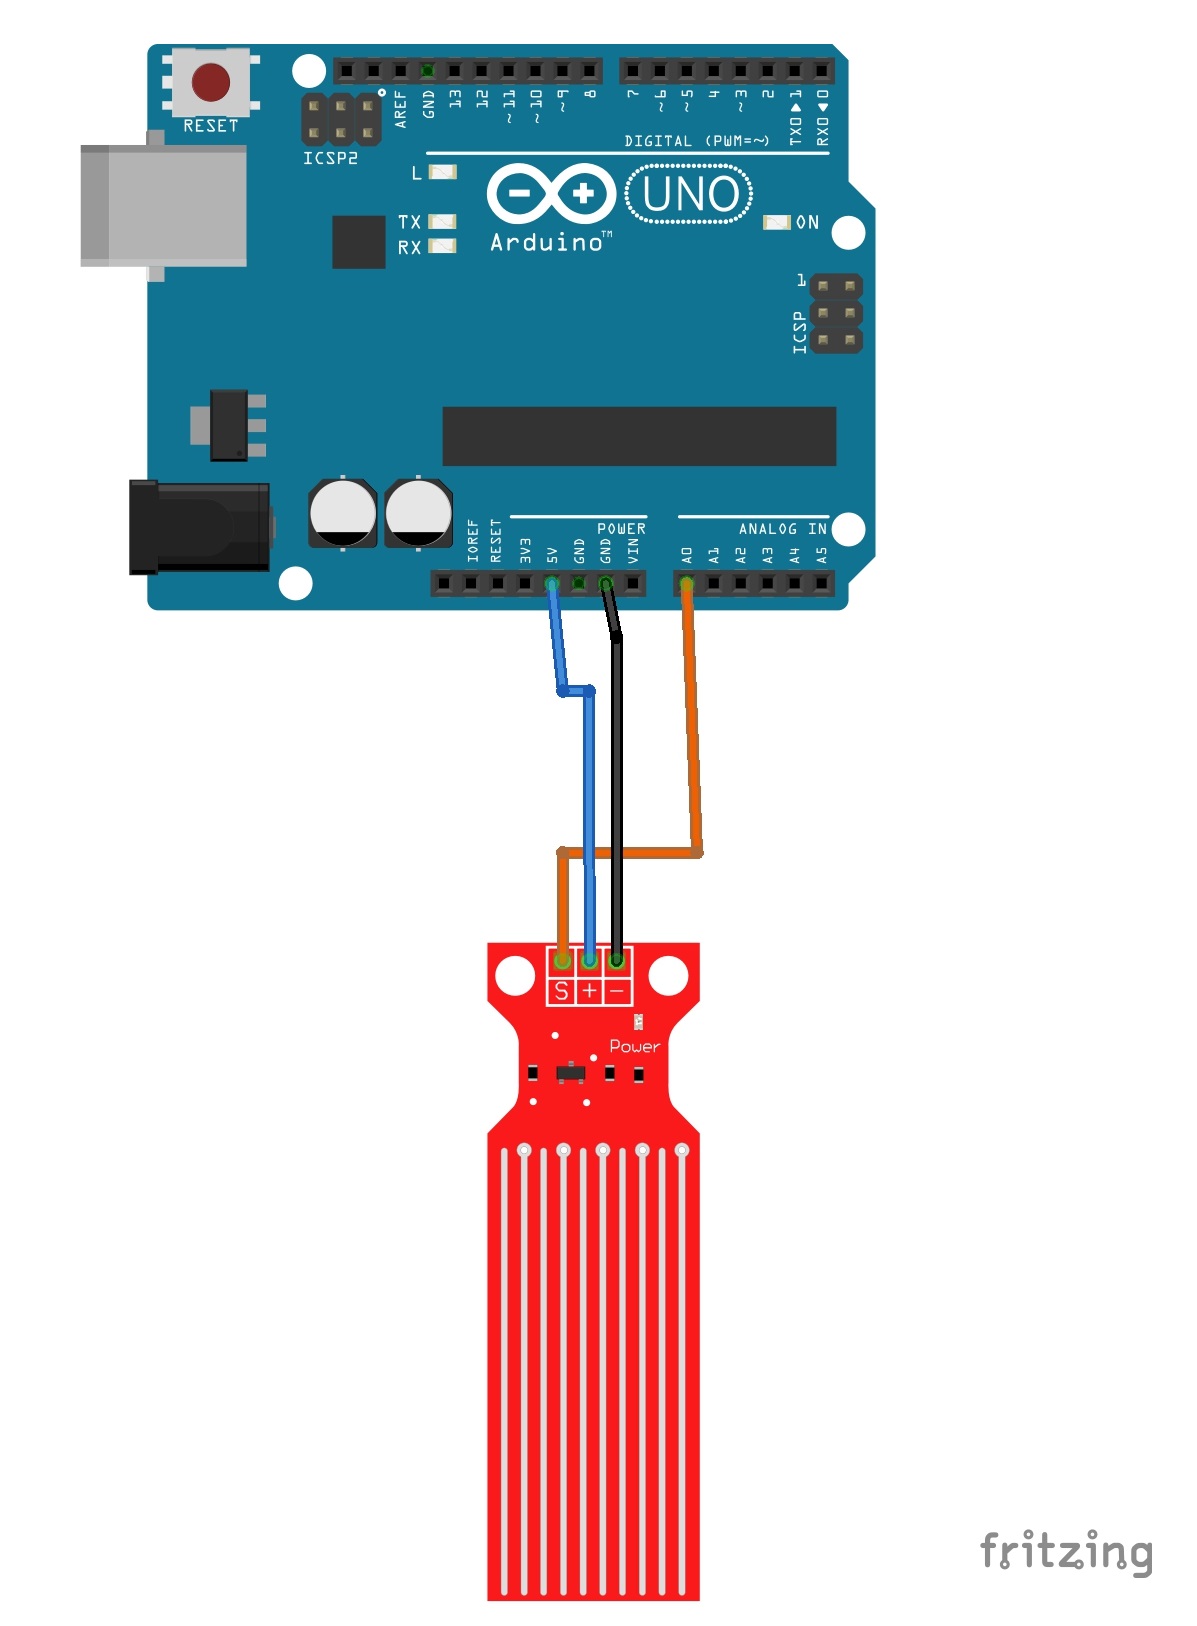 RESET
ICSP2
AREF
GND
13
12
~11
~10
~9
8
7
~6
~5
4
~3
2
TX0▶1
RX0◀0
DIGITAL (PWM=~)
L
TX
RX
UNO
Arduino™
ON
1
ICSP
POWER
ANALOG IN
IOREF
RESET
3V3
5V
GND
GND
VIN
A0
A1
A2
A3
A4
A5
S + −
Power
fritzing